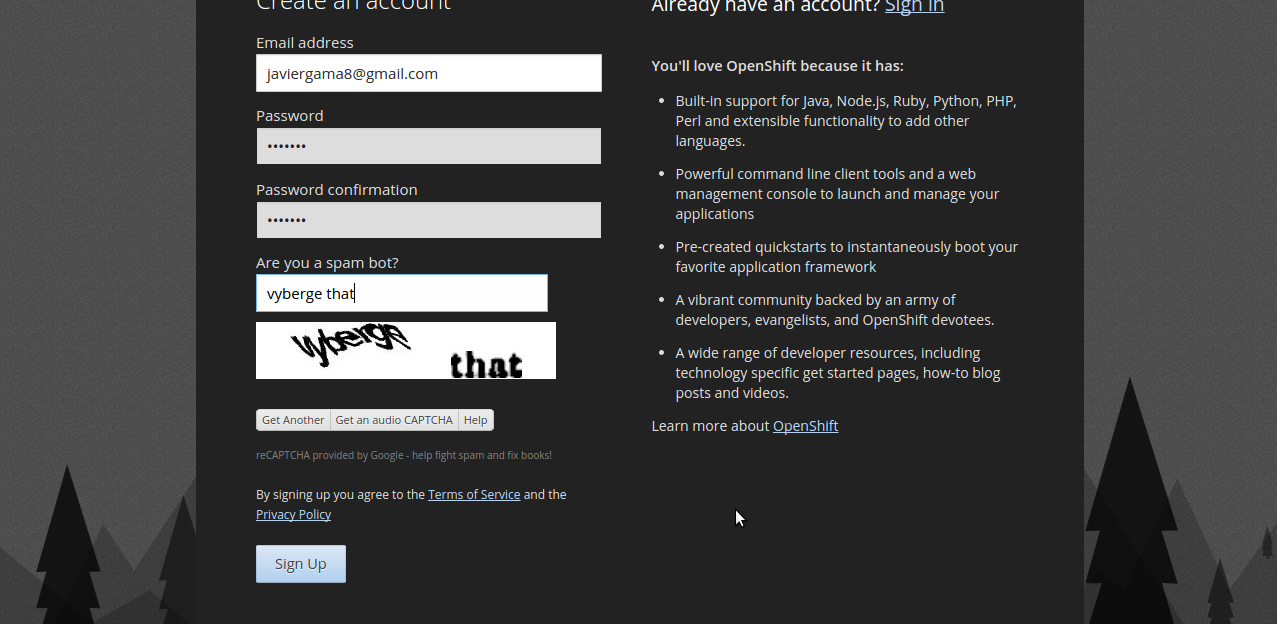 Create an account
Email address
javiergama8@gmail.com
Password
•••••••
Password confirmation
•••••••
Are you a spam bot?
vyberge that
vyberge that
Get Another Get an audio CAPTCHA Help
reCAPTCHA provided by Google - help fight spam and fix books!
By signing up you agree to the Terms of Service and the
Privacy Policy
Sign Up
Already have an account? Sign In
You'll love OpenShift because it has:
• Built-in support for Java, Node.js, Ruby, Python, PHP,
Perl and extensible functionality to add other
languages.
• Powerful command line client tools and a web
management console to launch and manage your
applications
• Pre-created quickstarts to instantaneously boot your
favorite application framework
• A vibrant community backed by an army of
developers, evangelists, and OpenShift devotees.
• A wide range of developer resources, including
technology specific get started pages, how-to blog
posts and videos.
Learn more about OpenShift